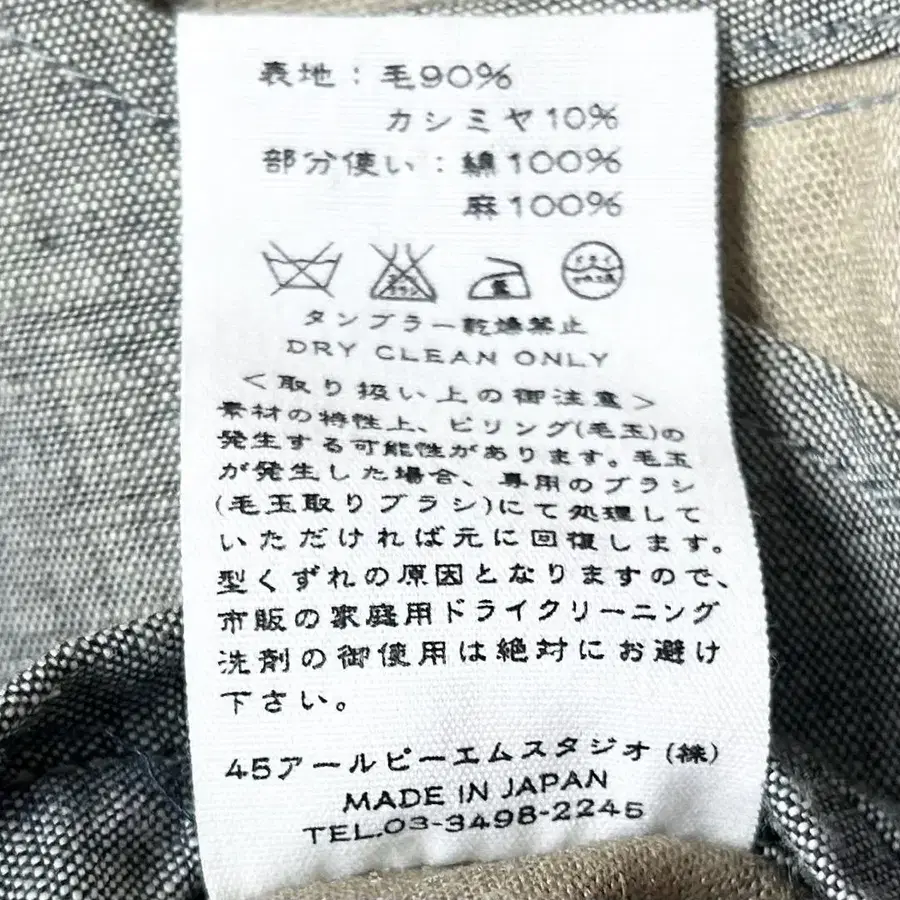 表地：毛90%
カシミヤ10%
部分使い：綿100%
麻100%
エンソ
サラシ
ドライ
タンブラー乾燥禁止
DRY CLEAN ONLY
＜取り扱い上の御注意＞
素材の特性上、ピリング(毛玉)の
発生する可能性があります。毛玉
が発生した場合、専用のブラシ
(毛玉取りブラシ)にて処理して
いただければ元に回復します。
型くずれの原因となりますので、
市販の家庭用ドライクリーニング
洗剤の御使用は絶対にお避け
下さい。
45アールピーエムスタジオ(株)
MADE IN JAPAN
TEL.03-3498-2245